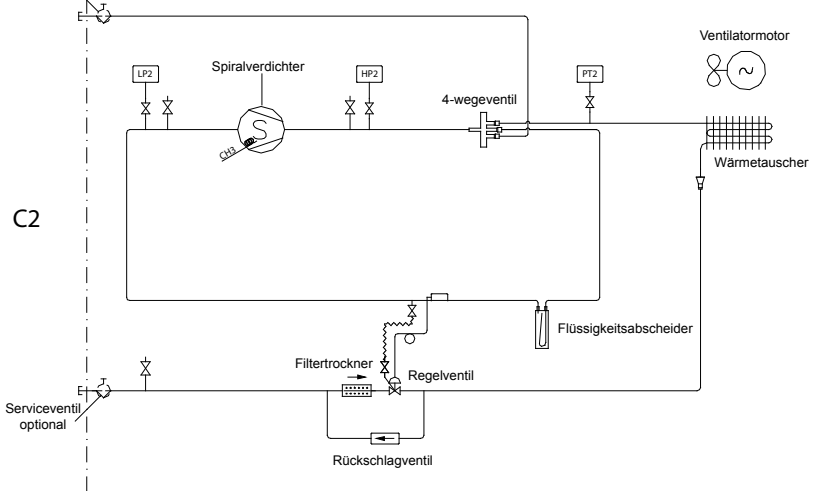 Ventilatormotor
Spiralverdichter
LP2
HP2
PT2
4-wegeventil
S
CH3
Wärmetauscher
C2
Flüssigkeitsabscheider
Filtertrockner
Regelventil
Serviceventil
optional
Rückschlagventil